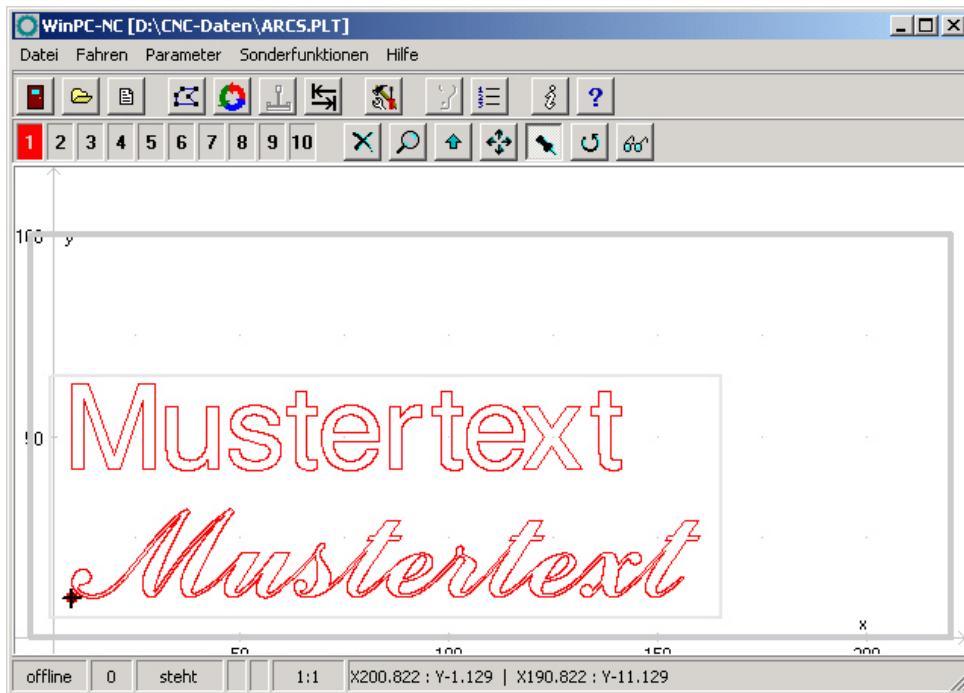 WinPC-NC [D:\CNC-Daten\ARCS.PLT]
Datei Fahren Parameter Sonderfunktionen Hilfe
?
1 2 3 4 5 6 7 8 9 10
100 y
Mustertext
50
Mustertext
x
50 100 150 200
offline 0 steht 1:1 X200.822 : Y-1.129 | X190.822 : Y-11.129